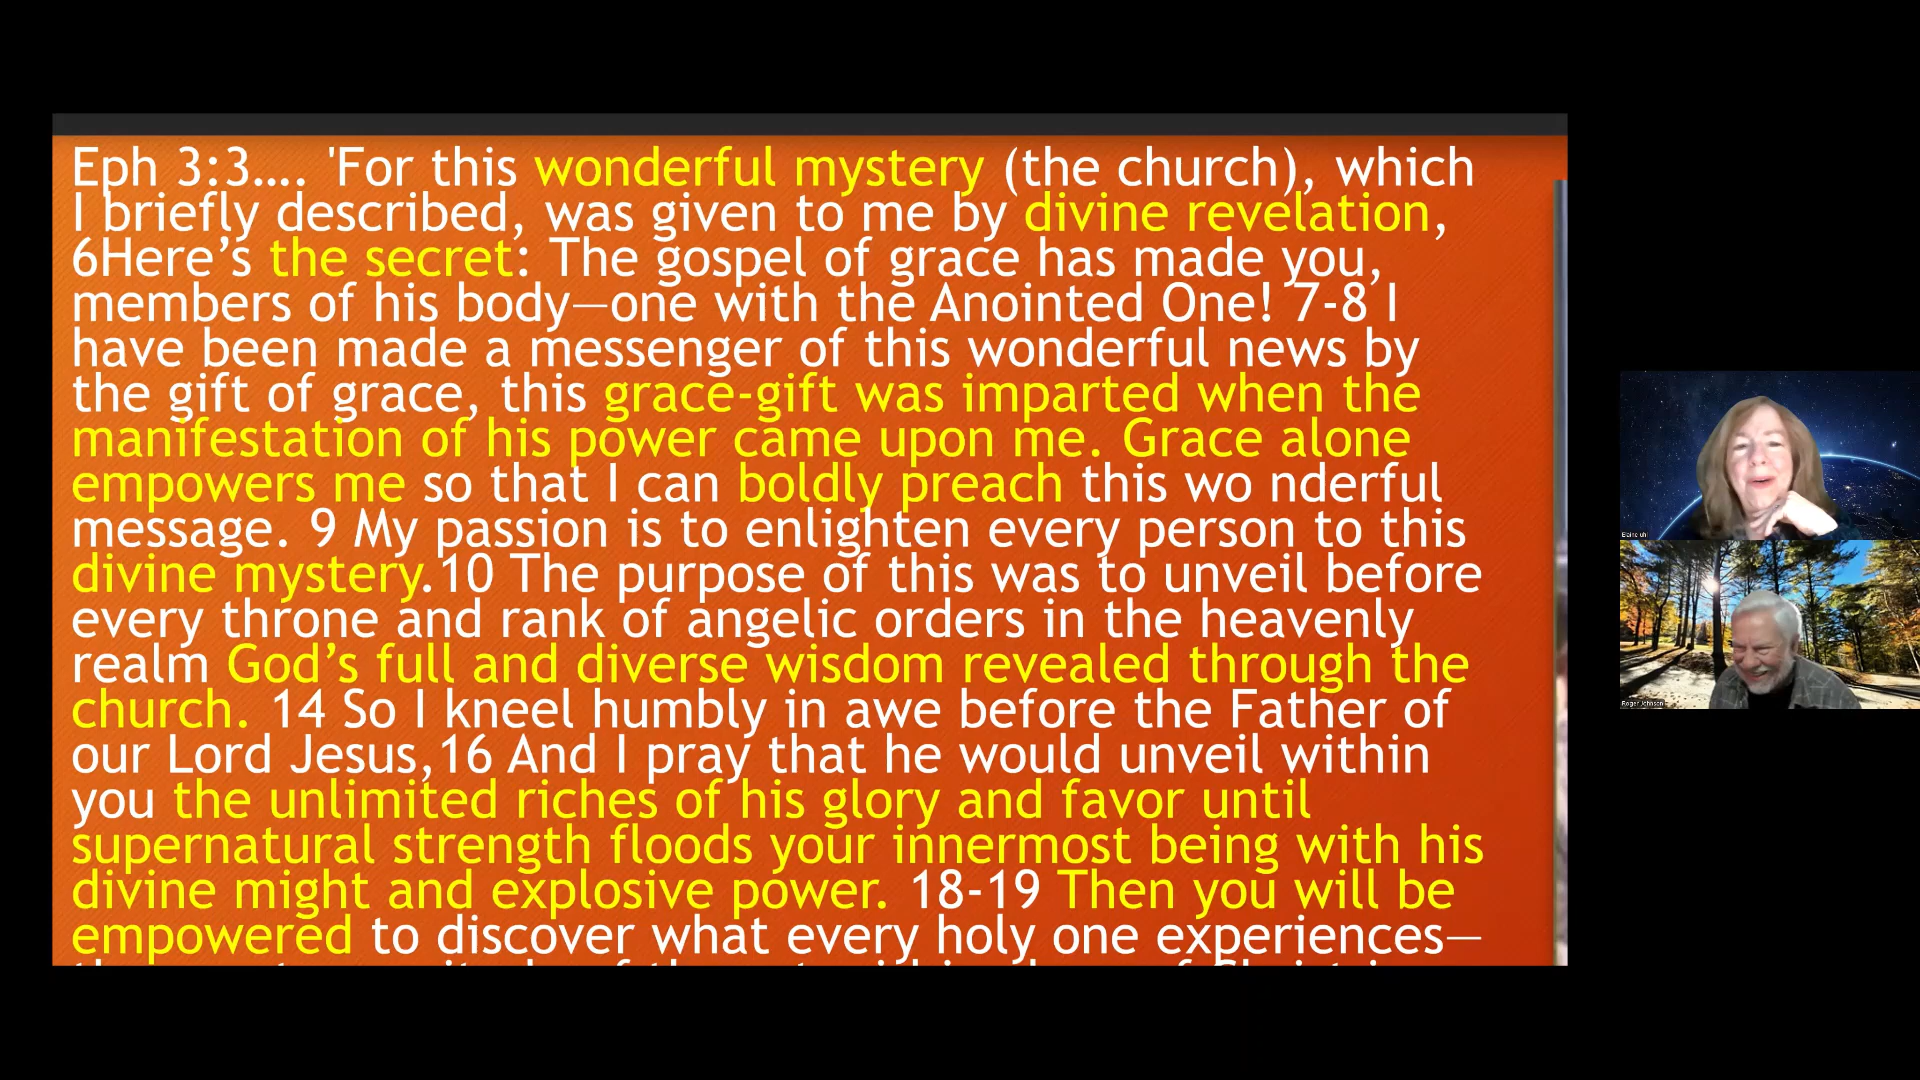 Eph 3:3…. 'For this wonderful mystery (the church), which
I briefly described, was given to me by divine revelation,
6Here’s the secret: The gospel of grace has made you,
members of his body—one with the Anointed One! 7-8 I
have been made a messenger of this wonderful news by
the gift of grace, this grace-gift was imparted when the
manifestation of his power came upon me. Grace alone
empowers me so that I can boldly preach this wo nderful
message. 9 My passion is to enlighten every person to this
divine mystery.10 The purpose of this was to unveil before
every throne and rank of angelic orders in the heavenly
realm God’s full and diverse wisdom revealed through the
church. 14 So I kneel humbly in awe before the Father of
our Lord Jesus,16 And I pray that he would unveil within
you the unlimited riches of his glory and favor until
supernatural strength floods your innermost being with his
divine might and explosive power. 18-19 Then you will be
empowered to discover what every holy one experiences—
Elaine uhl
Roger Johnson